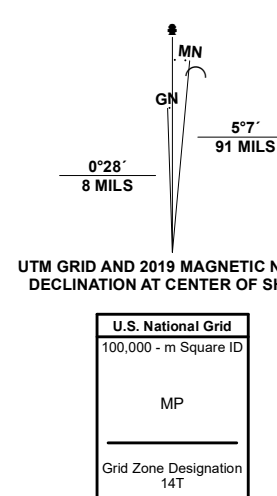 MN
GN
5°7´
91 MILS
0°28´
8 MILS
UTM GRID AND 2019 MAGNETIC N
DECLINATION AT CENTER OF SH
U.S. National Grid
100,000 - m Square ID
MP
Grid Zone Designation
14T